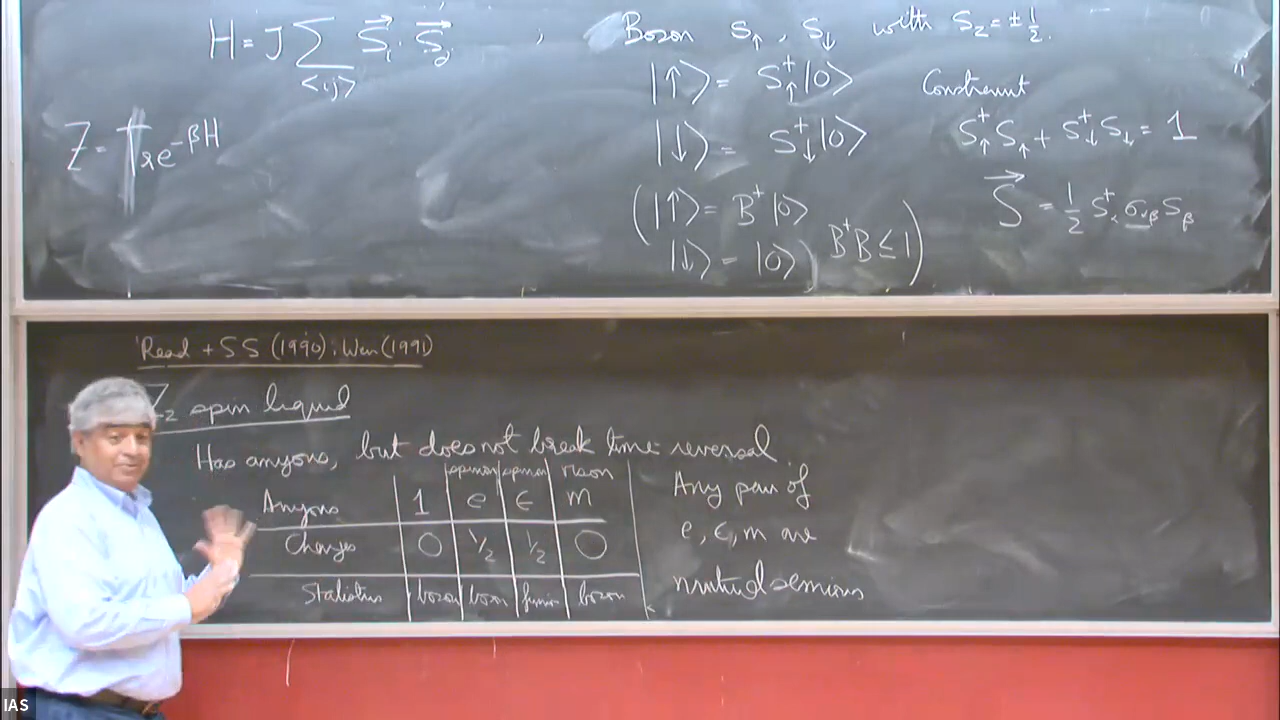 H = J ∑ S⃗ᵢ · S⃗ⱼ ; Boson S↑, S↓ with S_Z = ± 1/2.
<ij>
|↑> = S↑⁺|0> Constraint
Z = Tr e^{-βH} |↓> = S↓⁺|0> S↑⁺S↑ + S↓⁺S↓ = 1
(|↑> = B⁺|0> S⃗ = 1/2 S⁺_α σ_αβ S_β
|↓> = |0>, B⁺B ≤ 1)
Read + SS (1990); Wen (1991)
Z₂ spin liquid
Has anyons, but does not break time-reversal.
spinon spinon vison
Anyons 1 e ε m
Charges 0 1/2 1/2 0
Statistics boson boson fermion boson
Any pair of
e, ε, m are
mutual semions
IAS